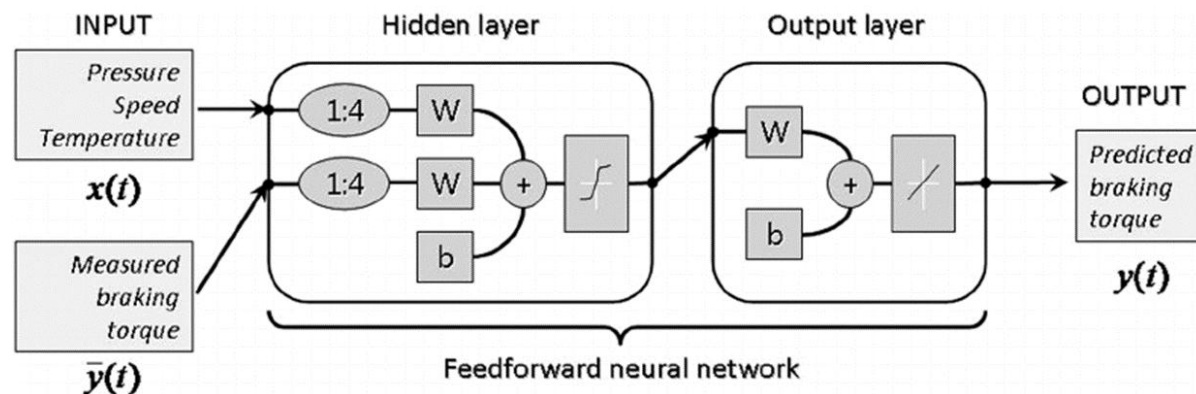 INPUT
Pressure
Speed
Temperature
x(t)
Measured
braking
torque
ȳ(t)
Hidden layer
1:4
W
1:4
W
+
b
Output layer
W
+
b
OUTPUT
Predicted
braking
torque
y(t)
Feedforward neural network